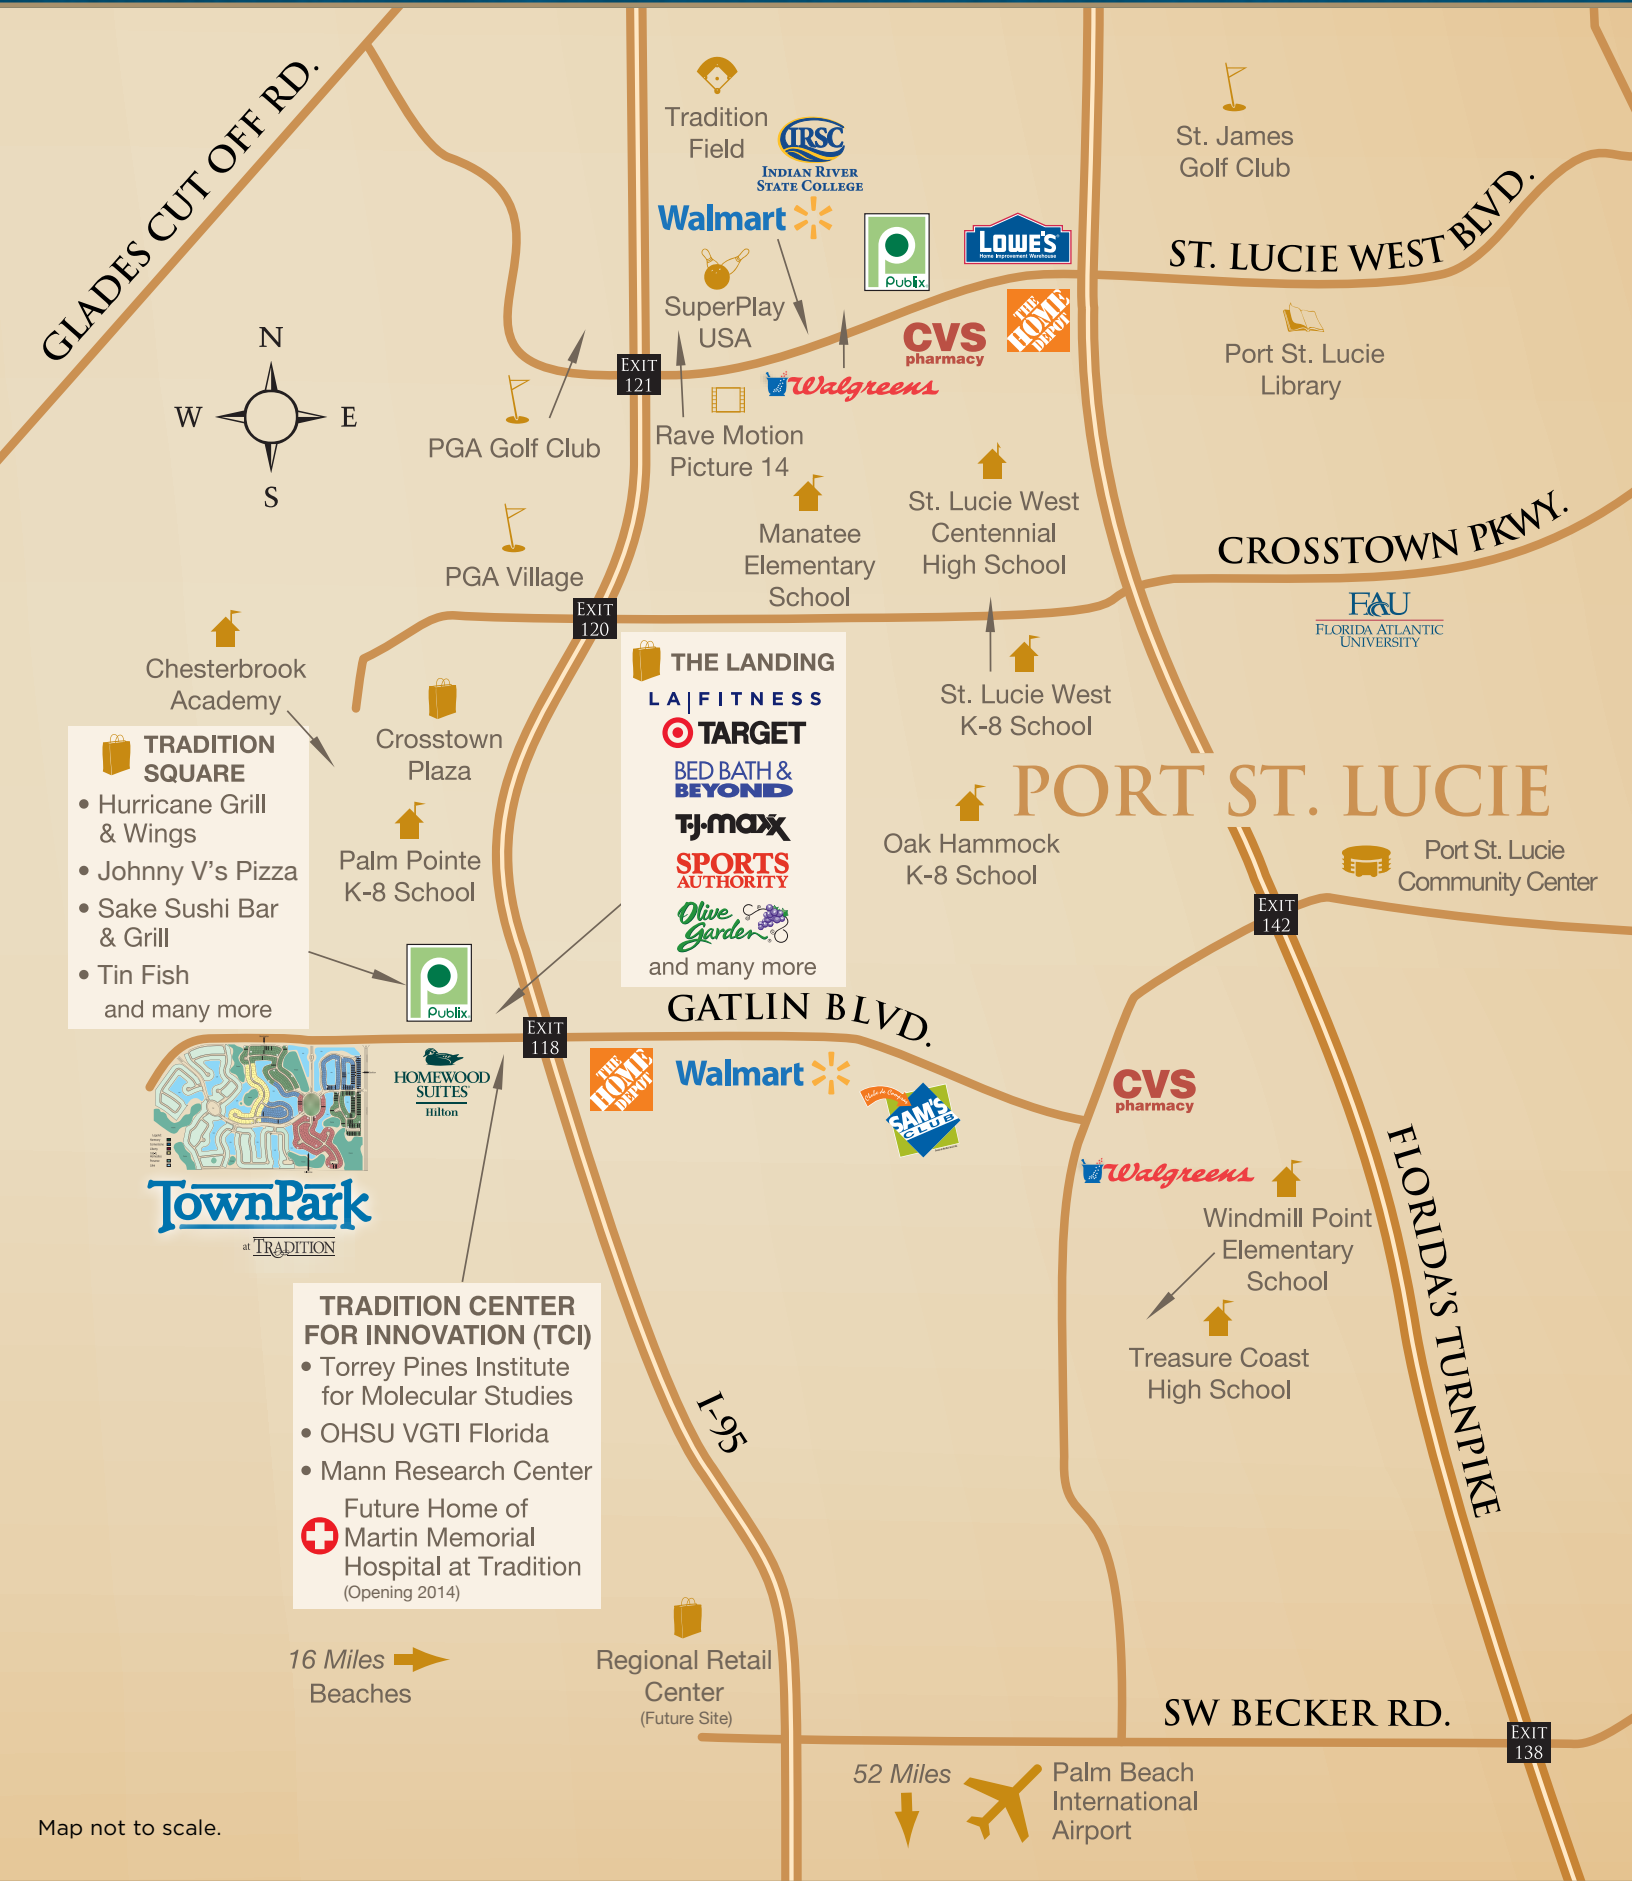 GLADES CUT OFF RD.
Tradition
Field
IRSC
INDIAN RIVER
STATE COLLEGE
Walmart
Publix
LOWE'S
Home Improvement Warehouse
St. James
Golf Club
ST. LUCIE WEST BLVD.
SuperPlay
USA
CVS
pharmacy
THE
HOME
DEPOT
Port St. Lucie
Library
N
W
E
S
EXIT
121
Walgreens
PGA Golf Club
Rave Motion
Picture 14
St. Lucie West
Centennial
High School
Manatee
Elementary
School
CROSSTOWN PKWY.
PGA Village
EXIT
120
FAU
FLORIDA ATLANTIC
UNIVERSITY
Chesterbrook
Academy
THE LANDING
LA|FITNESS
TARGET
BED BATH &
BEYOND
T·J·maxx
SPORTS
AUTHORITY
Olive
Garden
and many more
St. Lucie West
K-8 School
Crosstown
Plaza
TRADITION
SQUARE
• Hurricane Grill
& Wings
• Johnny V's Pizza
• Sake Sushi Bar
& Grill
• Tin Fish
and many more
PORT ST. LUCIE
Palm Pointe
K-8 School
Oak Hammock
K-8 School
Port St. Lucie
Community Center
EXIT
142
Publix
GATLIN BLVD.
EXIT
118
HOMEWOOD
SUITES
Hilton
THE
HOME
DEPOT
Walmart
SAM'S
CLUB
CVS
pharmacy
Walgreens
TownPark
at TRADITION
Windmill Point
Elementary
School
FLORIDA'S TURNPIKE
TRADITION CENTER
FOR INNOVATION (TCI)
• Torrey Pines Institute
for Molecular Studies
• OHSU VGTI Florida
• Mann Research Center
Future Home of
Martin Memorial
Hospital at Tradition
(Opening 2014)
Treasure Coast
High School
I-95
16 Miles
Beaches
Regional Retail
Center
(Future Site)
SW BECKER RD.
EXIT
138
52 Miles
Palm Beach
International
Airport
Map not to scale.